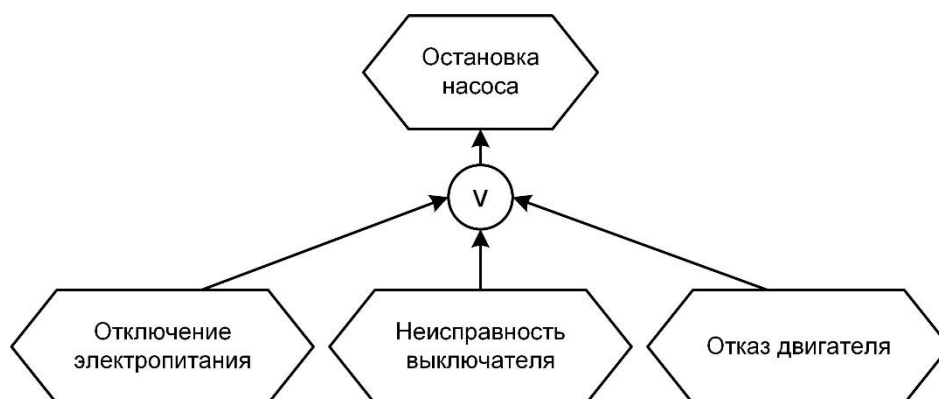 Остановка
насоса
V
Отключение
электропитания
Неисправность
выключателя
Отказ двигателя